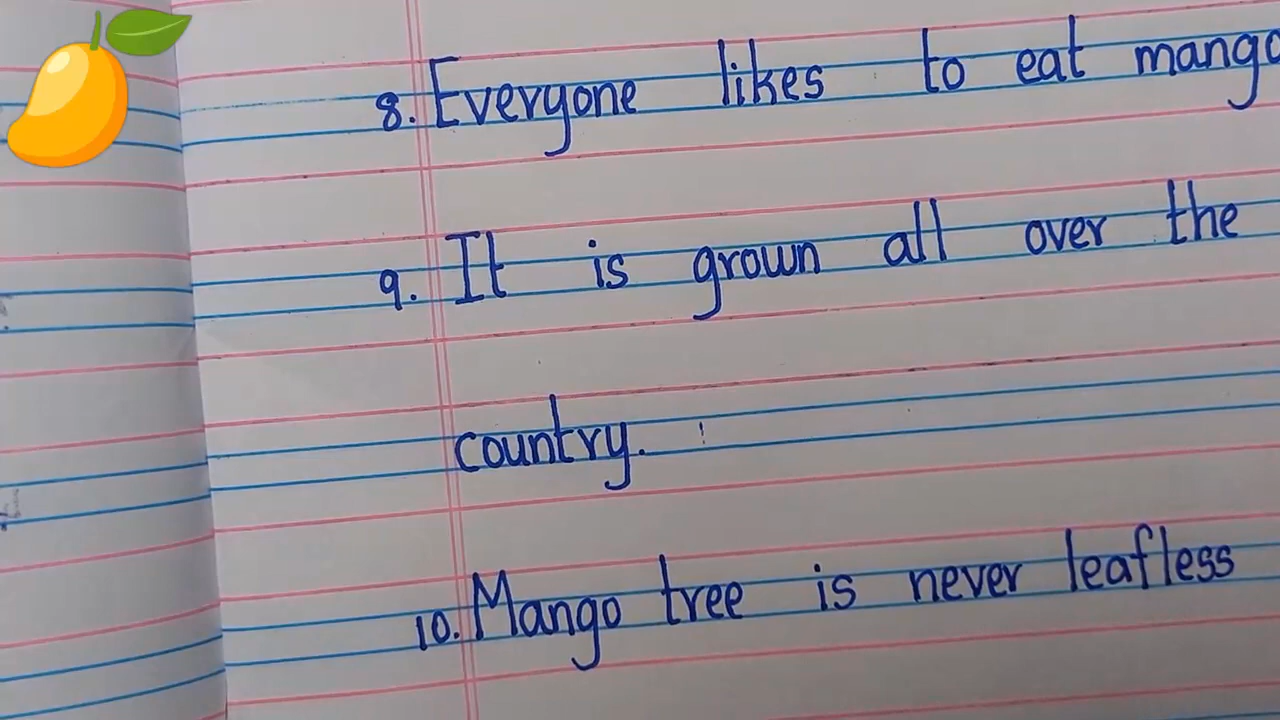 8. Everyone likes to eat mango
9. It is grown all over the
country.
10. Mango tree is never leafless